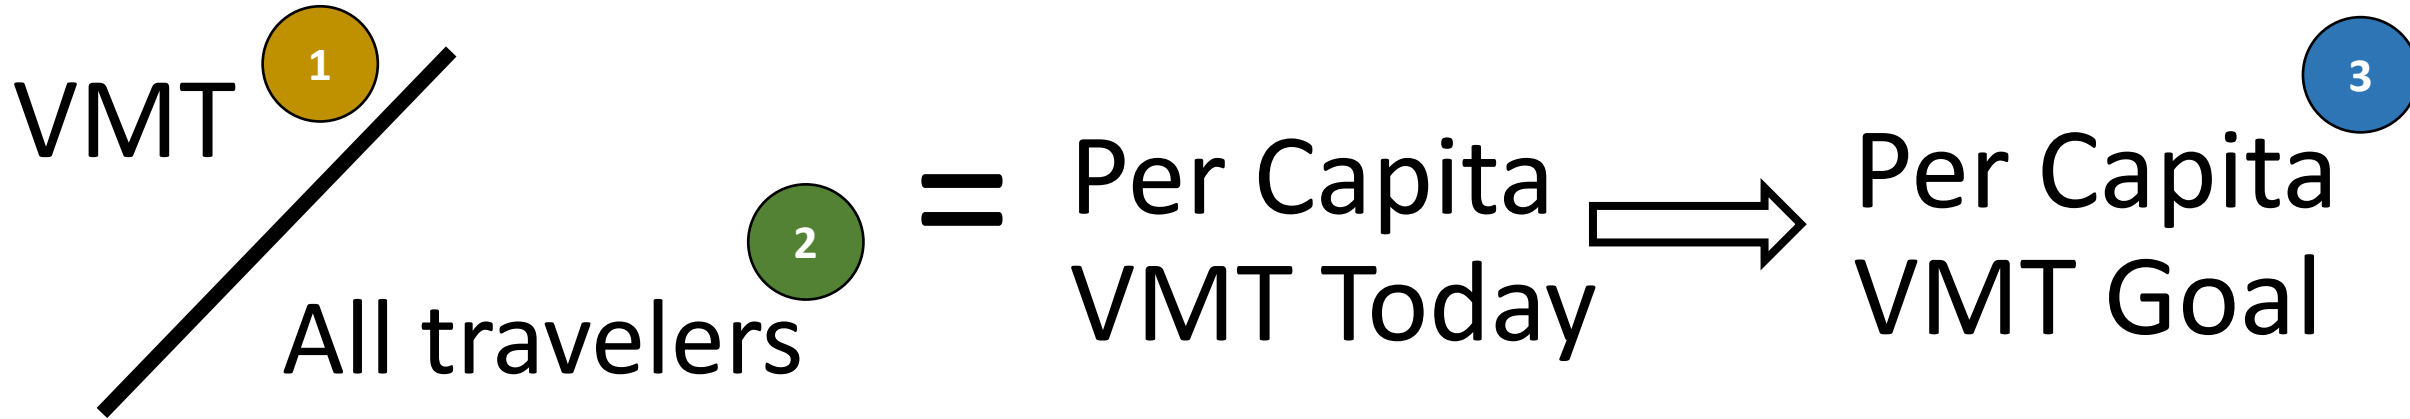 VMT
1
2
All travelers
=
Per Capita
VMT Today
3
Per Capita
VMT Goal